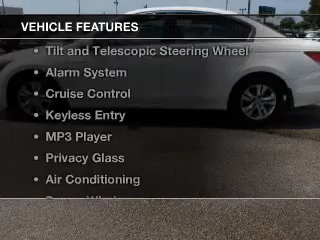 VEHICLE FEATURES
• Tilt and Telescopic Steering Wheel
• Alarm System
• Cruise Control
• Keyless Entry
• MP3 Player
• Privacy Glass
• Air Conditioning